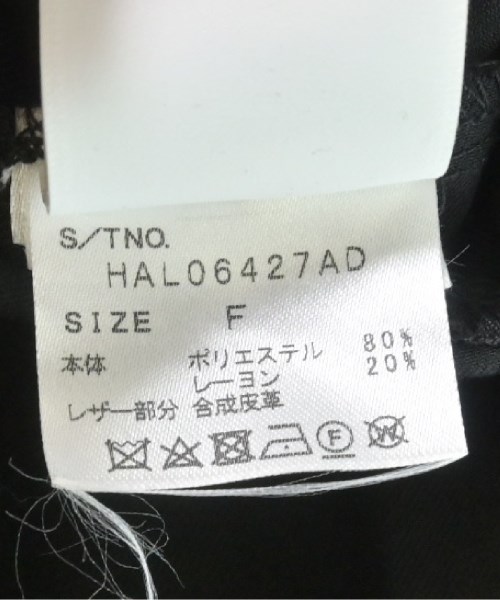 S/TNO.
HAL06427AD
SIZE F
本体 ポリエステル 80%
レーヨン 20%
レザー部分 合成皮革
F W